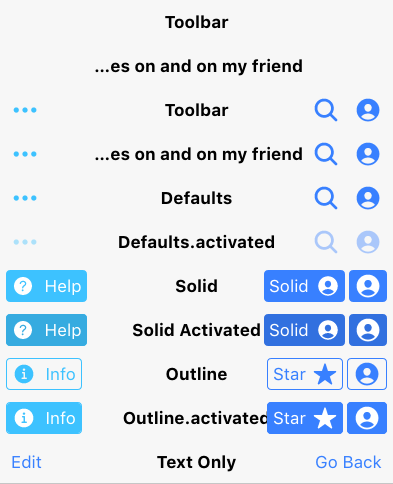 Toolbar
...es on and on my friend
Toolbar
...es on and on my friend
Defaults
Defaults.activated
Help Solid Solid
Help Solid Activated Solid
Info Outline Star
Info Outline.activated Star
Edit Text Only Go Back